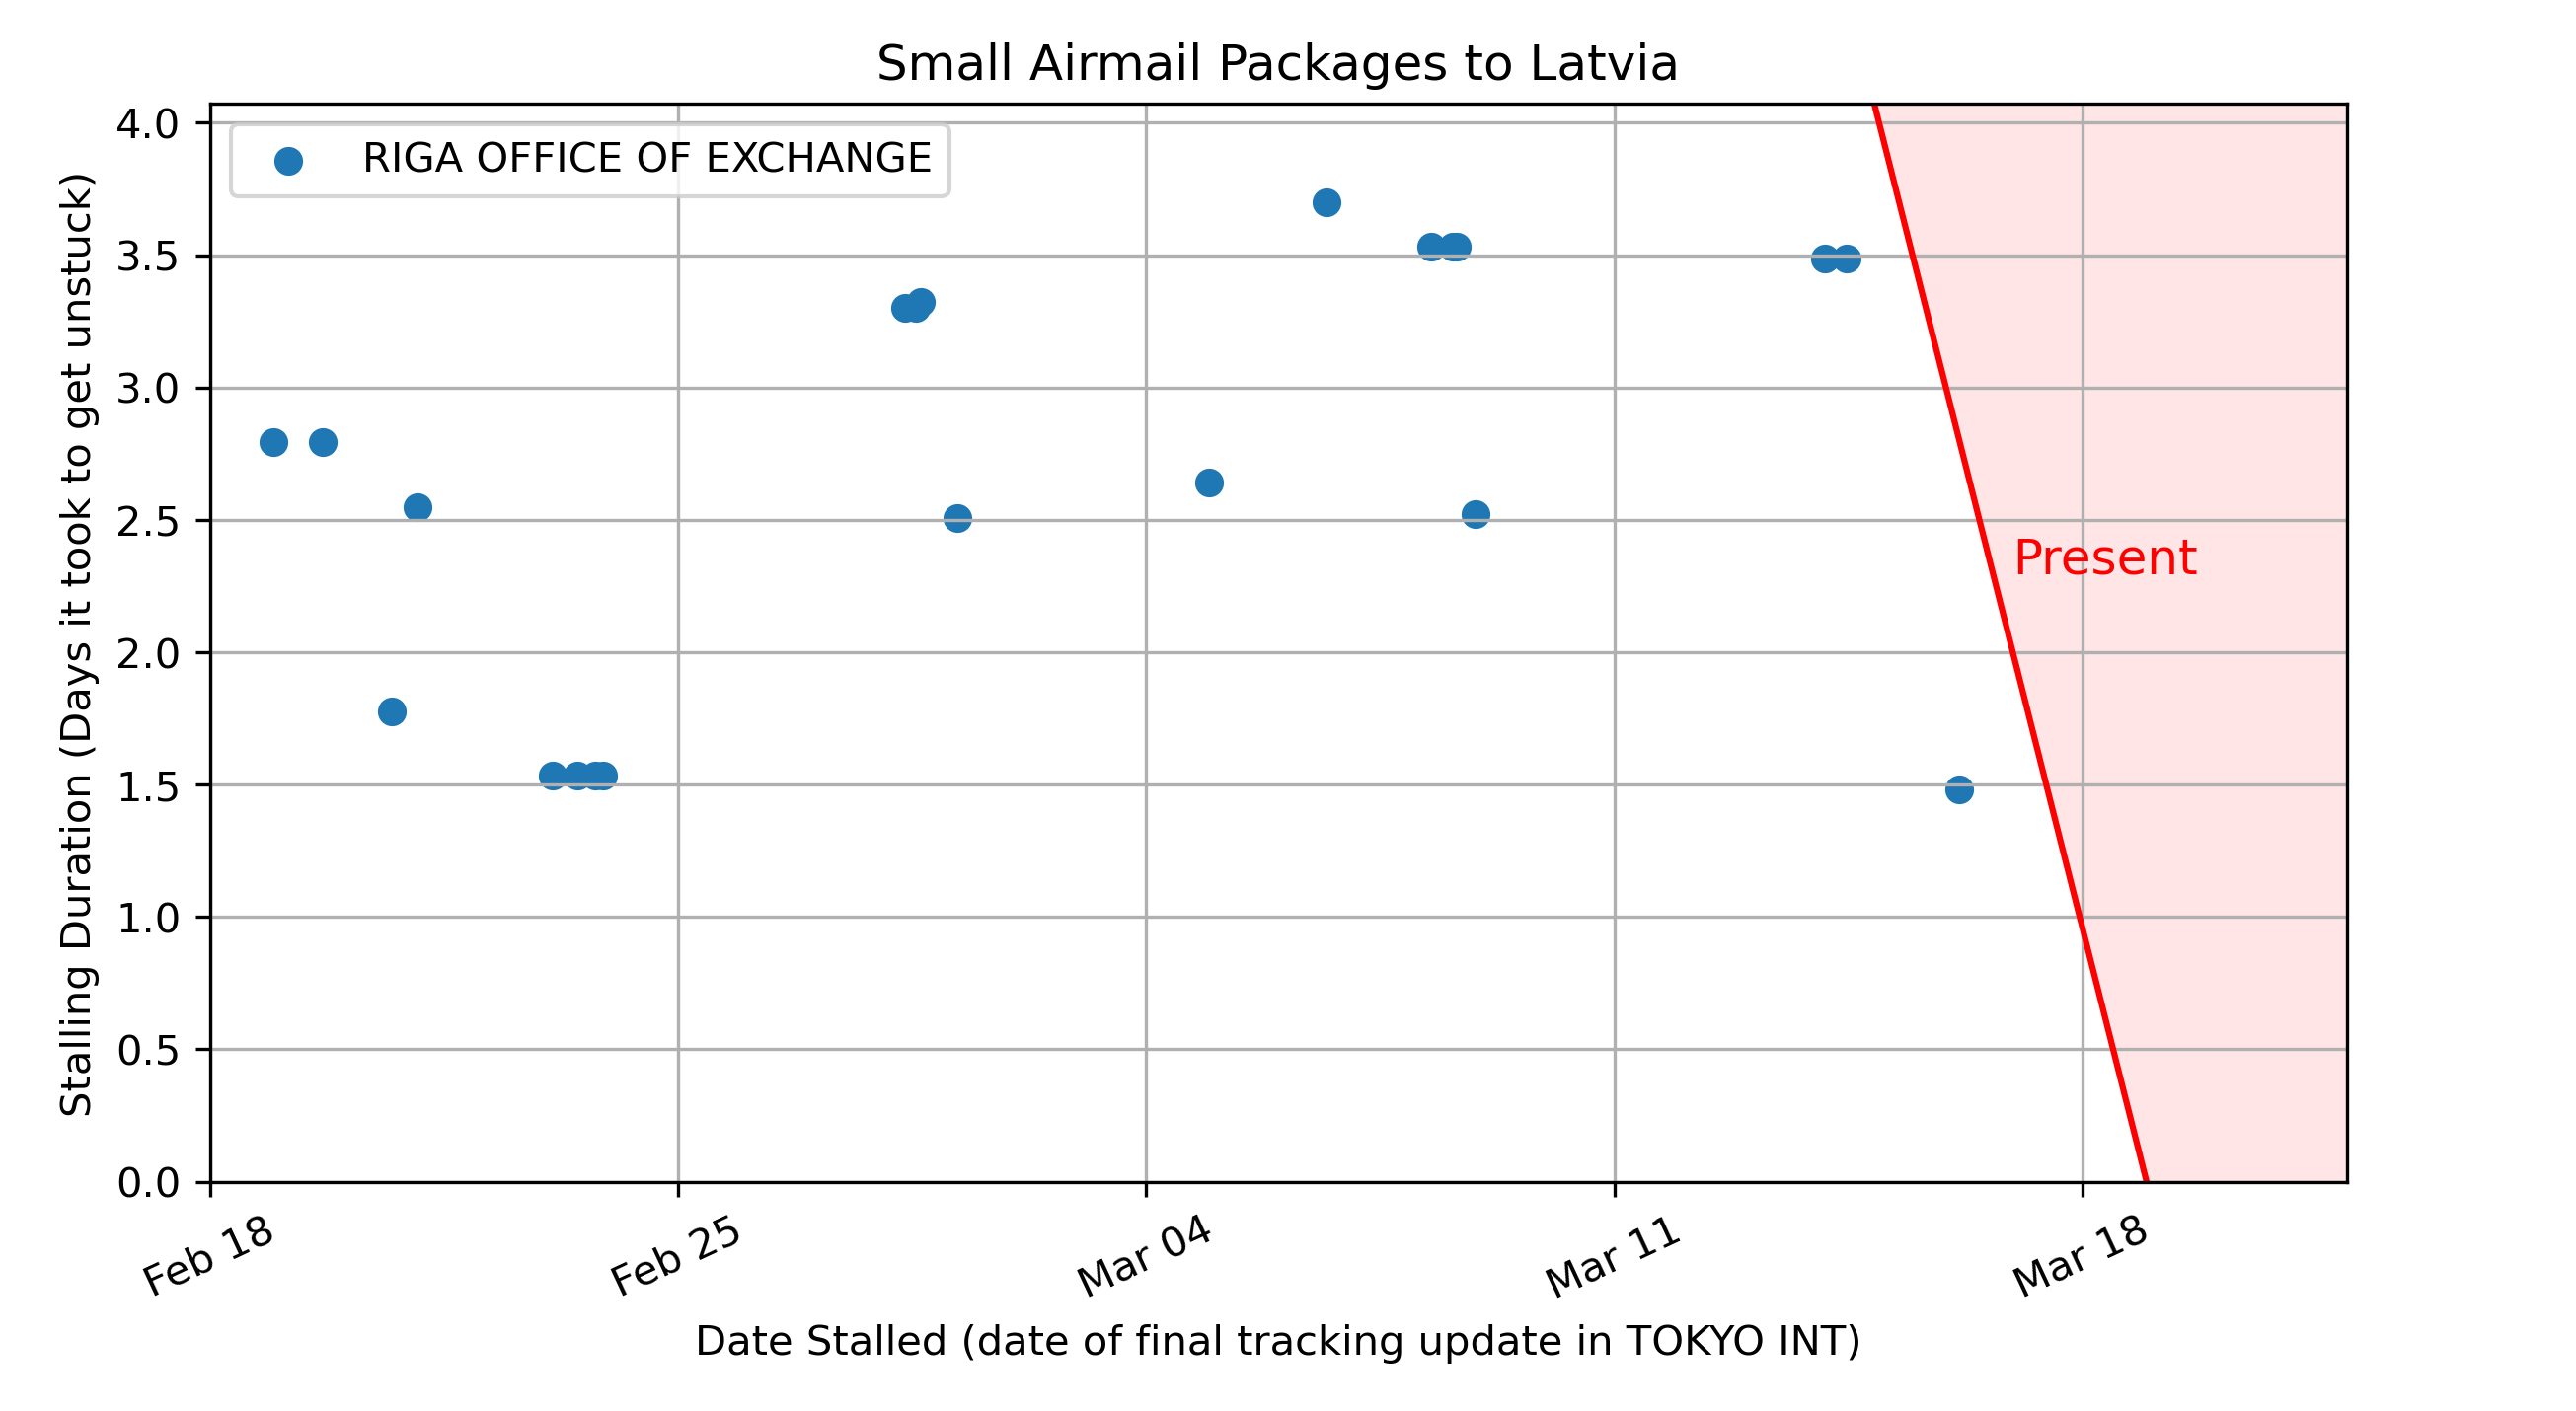 Small Airmail Packages to Latvia
RIGA OFFICE OF EXCHANGE
Stalling Duration (Days it took to get unstuck)
4.0
3.5
3.0
2.5
2.0
1.5
1.0
0.5
0.0
Present
Feb 18
Feb 25
Mar 04
Mar 11
Mar 18
Date Stalled (date of final tracking update in TOKYO INT)